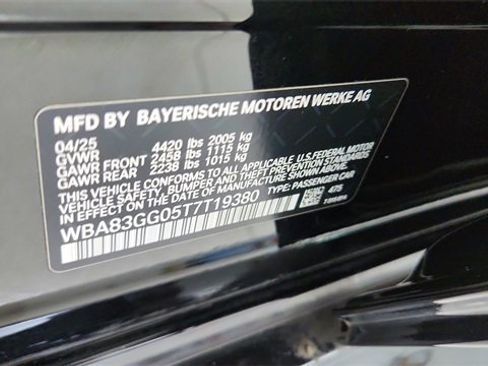 MFD BY BAYERISCHE MOTOREN WERKE AG
04/25
GVWR 4420 lbs 2005 kg
GAWR FRONT 2458 lbs 1115 kg
GAWR REAR 2238 lbs 1015 kg
THIS VEHICLE CONFORMS TO ALL APPLICABLE U.S. FEDERAL MOTOR
VEHICLE SAFETY, BUMPER, AND THEFT PREVENTION STANDARDS
IN EFFECT ON THE DATE OF MANUFACTURE SHOWN ABOVE.
WBA83GG05T7T19380 TYPE: PASSENGER CAR
475